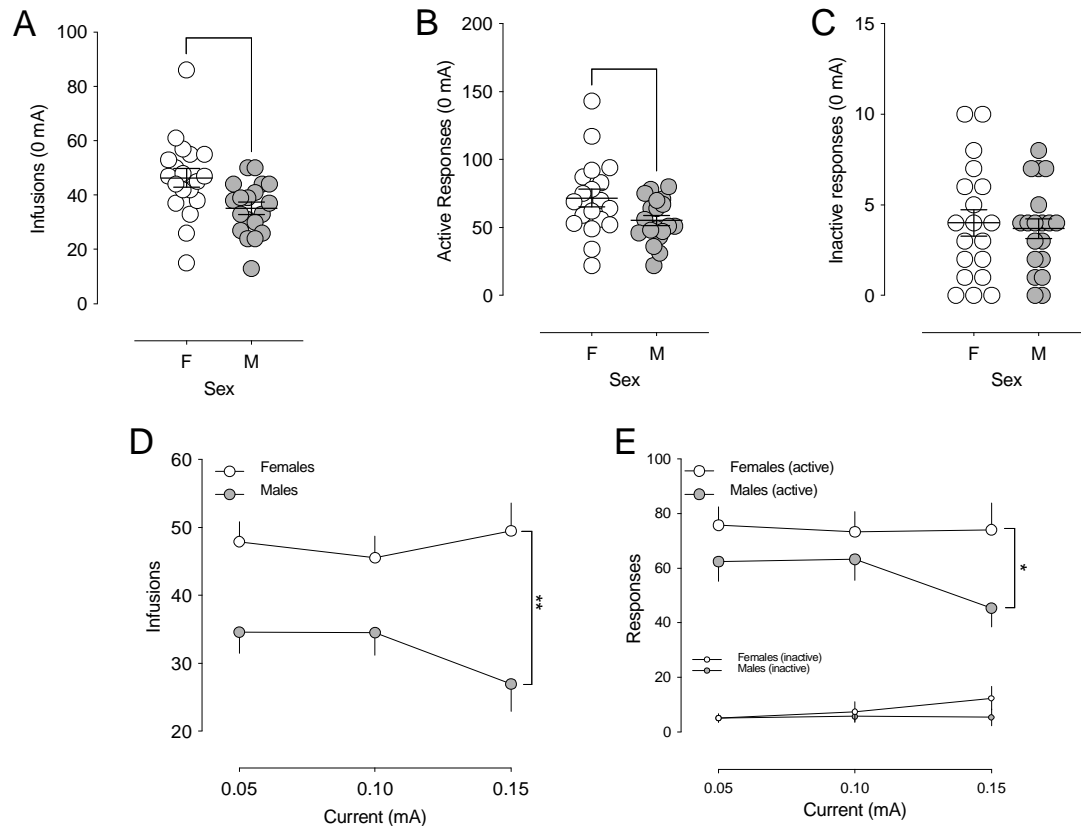 A
Infusions (0 mA)
100
80
60
40
20
0
F M
Sex
B
Active Responses (0 mA)
200
150
100
50
0
F M
Sex
C
Inactive responses (0 mA)
15
10
5
0
F M
Sex
D
Females
Males
Infusions
60
50
40
30
20
**
0.05 0.10 0.15
Current (mA)
E
Females (active)
Males (active)
Responses
100
80
60
40
20
0
*
Females (inactive)
Males (inactive)
0.05 0.10 0.15
Current (mA)